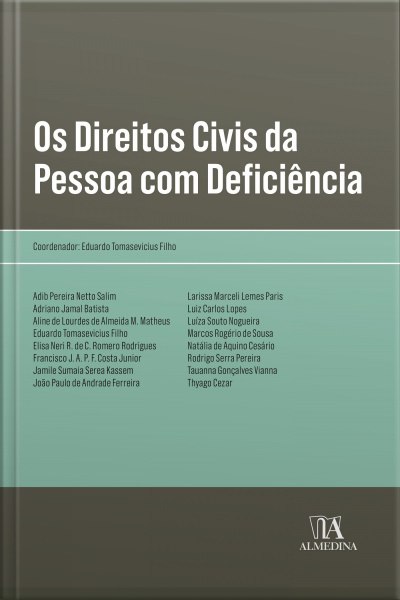 Os Direitos Civis da
Pessoa com Deficiência
Coordenador: Eduardo Tomasevicius Filho
Adib Pereira Netto Salim
Adriano Jamal Batista
Aline de Lourdes de Almeida M. Matheus
Eduardo Tomasevicius Filho
Elisa Neri R. de C. Romero Rodrigues
Francisco J. A. P. F. Costa Junior
Jamile Sumaia Serea Kassem
João Paulo de Andrade Ferreira
Larissa Marceli Lemes Paris
Luiz Carlos Lopes
Luíza Souto Nogueira
Marcos Rogério de Sousa
Natália de Aquino Cesário
Rodrigo Serra Pereira
Tauanna Gonçalves Vianna
Thyago Cezar
NA
ALMEDINA